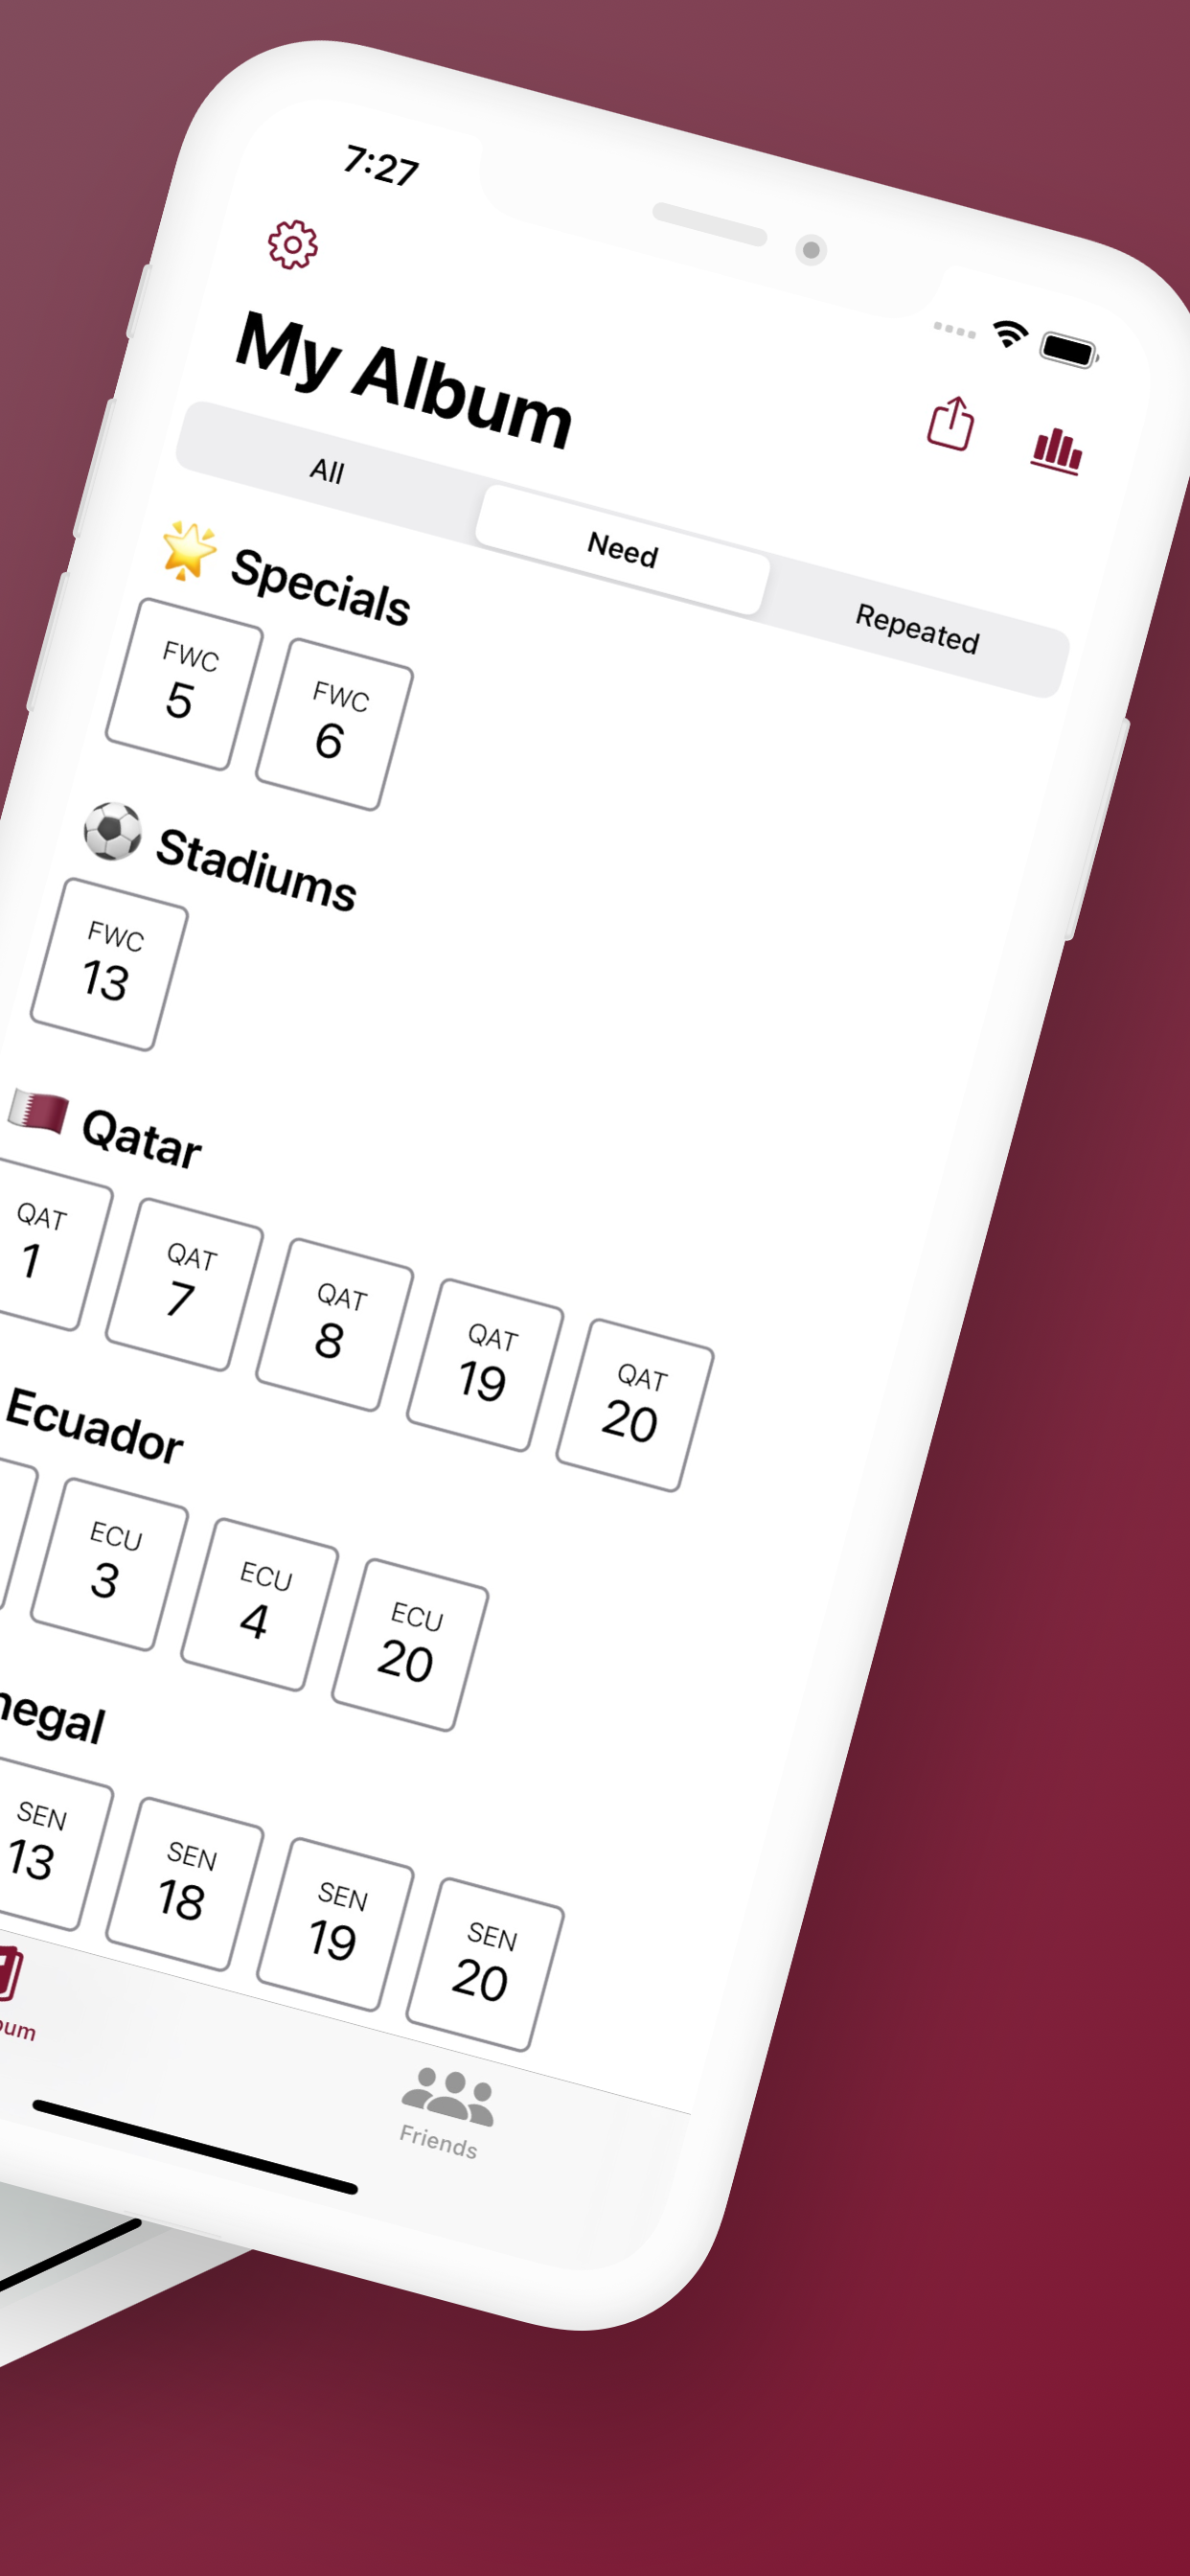 7:27
My Album
All Need Repeated
Specials
FWC 5 FWC 6
Stadiums
FWC 13
Qatar
QAT 1 QAT 7 QAT 8 QAT 19 QAT 20
Ecuador
ECU 3 ECU 4 ECU 20
negal
SEN 13 SEN 18 SEN 19 SEN 20
um Friends